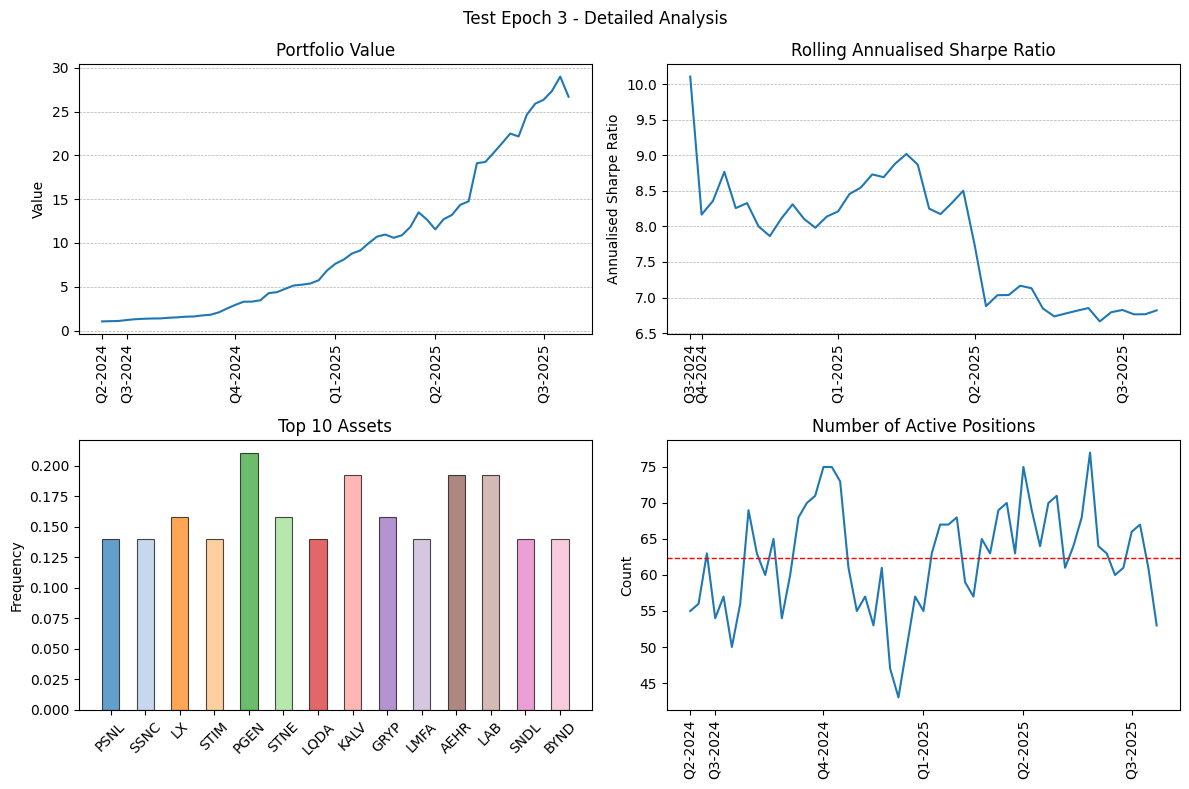 Test Epoch 3 - Detailed Analysis
Portfolio Value
Value
30
25
20
15
10
5
0
Q2-2024
Q3-2024
Q4-2024
Q1-2025
Q2-2025
Q3-2025
Rolling Annualised Sharpe Ratio
Annualised Sharpe Ratio
10.0
9.5
9.0
8.5
8.0
7.5
7.0
6.5
Q3-2024
Q4-2024
Q1-2025
Q2-2025
Q3-2025
Top 10 Assets
Frequency
0.200
0.175
0.150
0.125
0.100
0.075
0.050
0.025
0.000
PSNL
SSNC
LX
STIM
PGEN
STNE
LQDA
KALV
GRYP
LMFA
AEHR
LAB
SNDL
BYND
Number of Active Positions
Count
75
70
65
60
55
50
45
Q2-2024
Q3-2024
Q4-2024
Q1-2025
Q2-2025
Q3-2025